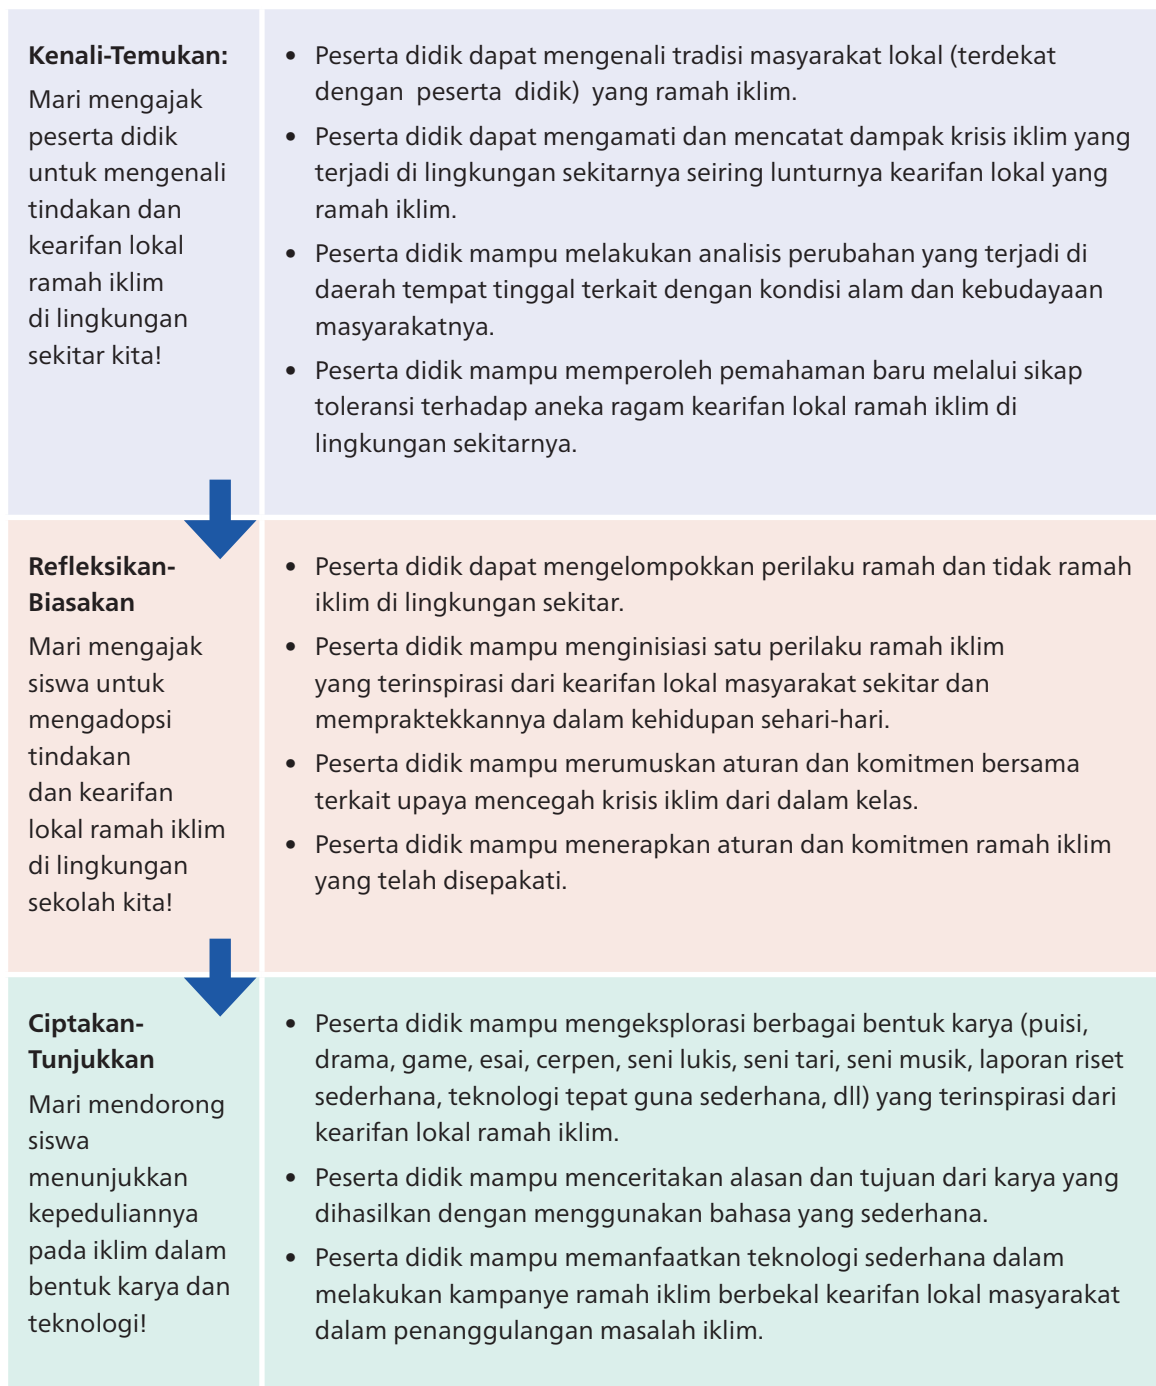 Kenali-Temukan:
Mari mengajak
peserta didik
untuk mengenali
tindakan dan
kearifan lokal
ramah iklim
di lingkungan
sekitar kita!
• Peserta didik dapat mengenali tradisi masyarakat lokal (terdekat
dengan peserta didik) yang ramah iklim.
• Peserta didik dapat mengamati dan mencatat dampak krisis iklim yang
terjadi di lingkungan sekitarnya seiring lunturnya kearifan lokal yang
ramah iklim.
• Peserta didik mampu melakukan analisis perubahan yang terjadi di
daerah tempat tinggal terkait dengan kondisi alam dan kebudayaan
masyarakatnya.
• Peserta didik mampu memperoleh pemahaman baru melalui sikap
toleransi terhadap aneka ragam kearifan lokal ramah iklim di
lingkungan sekitarnya.
Refleksikan-
Biasakan
Mari mengajak
siswa untuk
mengadopsi
tindakan
dan kearifan
lokal ramah iklim
di lingkungan
sekolah kita!
• Peserta didik dapat mengelompokkan perilaku ramah dan tidak ramah
iklim di lingkungan sekitar.
• Peserta didik mampu menginisiasi satu perilaku ramah iklim
yang terinspirasi dari kearifan lokal masyarakat sekitar dan
mempraktekkannya dalam kehidupan sehari-hari.
• Peserta didik mampu merumuskan aturan dan komitmen bersama
terkait upaya mencegah krisis iklim dari dalam kelas.
• Peserta didik mampu menerapkan aturan dan komitmen ramah iklim
yang telah disepakati.
Ciptakan-
Tunjukkan
Mari mendorong
siswa
menunjukkan
kepeduliannya
pada iklim dalam
bentuk karya dan
teknologi!
• Peserta didik mampu mengeksplorasi berbagai bentuk karya (puisi,
drama, game, esai, cerpen, seni lukis, seni tari, seni musik, laporan riset
sederhana, teknologi tepat guna sederhana, dll) yang terinspirasi dari
kearifan lokal ramah iklim.
• Peserta didik mampu menceritakan alasan dan tujuan dari karya yang
dihasilkan dengan menggunakan bahasa yang sederhana.
• Peserta didik mampu memanfaatkan teknologi sederhana dalam
melakukan kampanye ramah iklim berbekal kearifan lokal masyarakat
dalam penanggulangan masalah iklim.